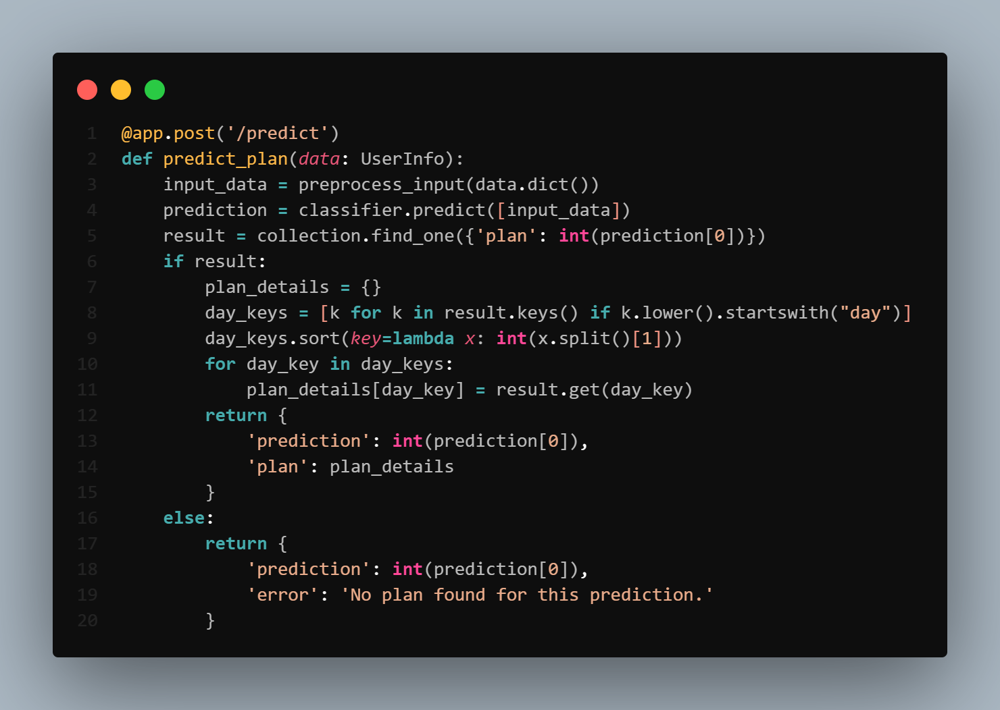 1 @app.post('/predict')
2 def predict_plan(data: UserInfo):
3     input_data = preprocess_input(data.dict())
4     prediction = classifier.predict([input_data])
5     result = collection.find_one({'plan': int(prediction[0])})
6     if result:
7         plan_details = {}
8         day_keys = [k for k in result.keys() if k.lower().startswith("day")]
9         day_keys.sort(key=lambda x: int(x.split()[1]))
10         for day_key in day_keys:
11             plan_details[day_key] = result.get(day_key)
12         return {
13             'prediction': int(prediction[0]),
14             'plan': plan_details
15         }
16     else:
17         return {
18             'prediction': int(prediction[0]),
19             'error': 'No plan found for this prediction.'
20         }